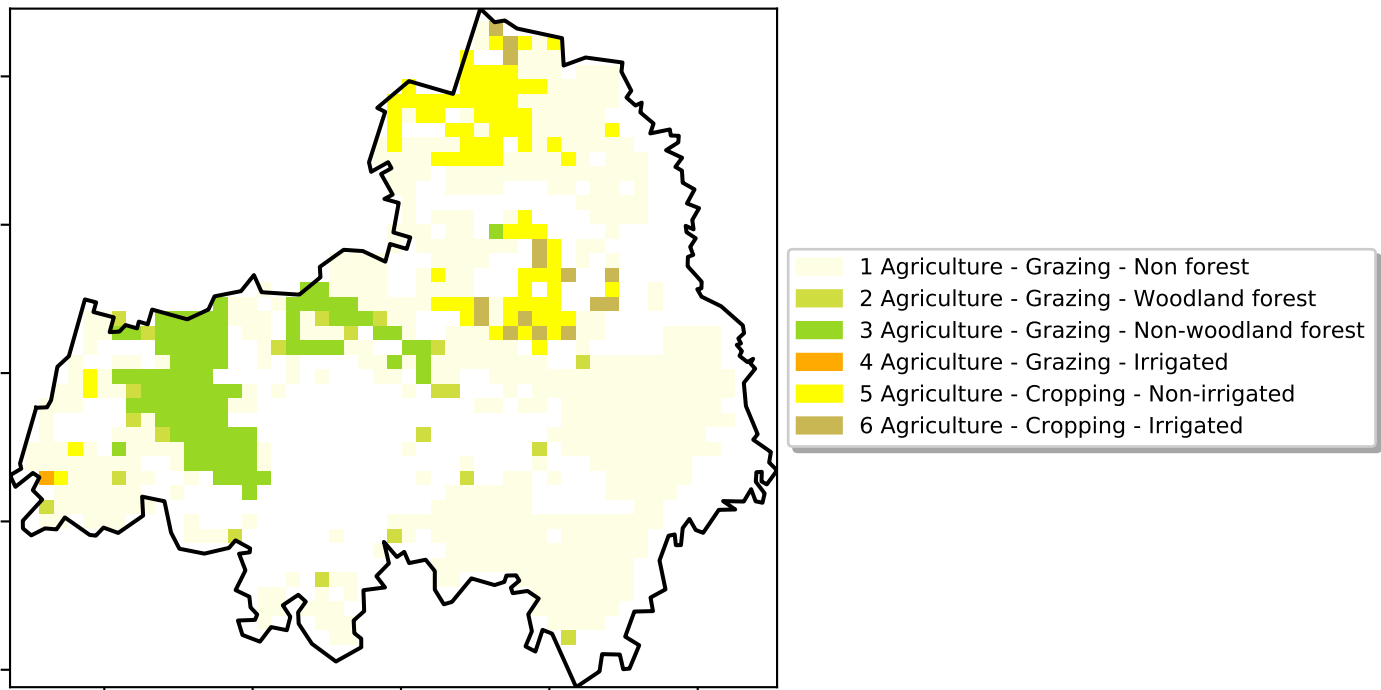 1 Agriculture - Grazing - Non forest
2 Agriculture - Grazing - Woodland forest
3 Agriculture - Grazing - Non-woodland forest
4 Agriculture - Grazing - Irrigated
5 Agriculture - Cropping - Non-irrigated
6 Agriculture - Cropping - Irrigated